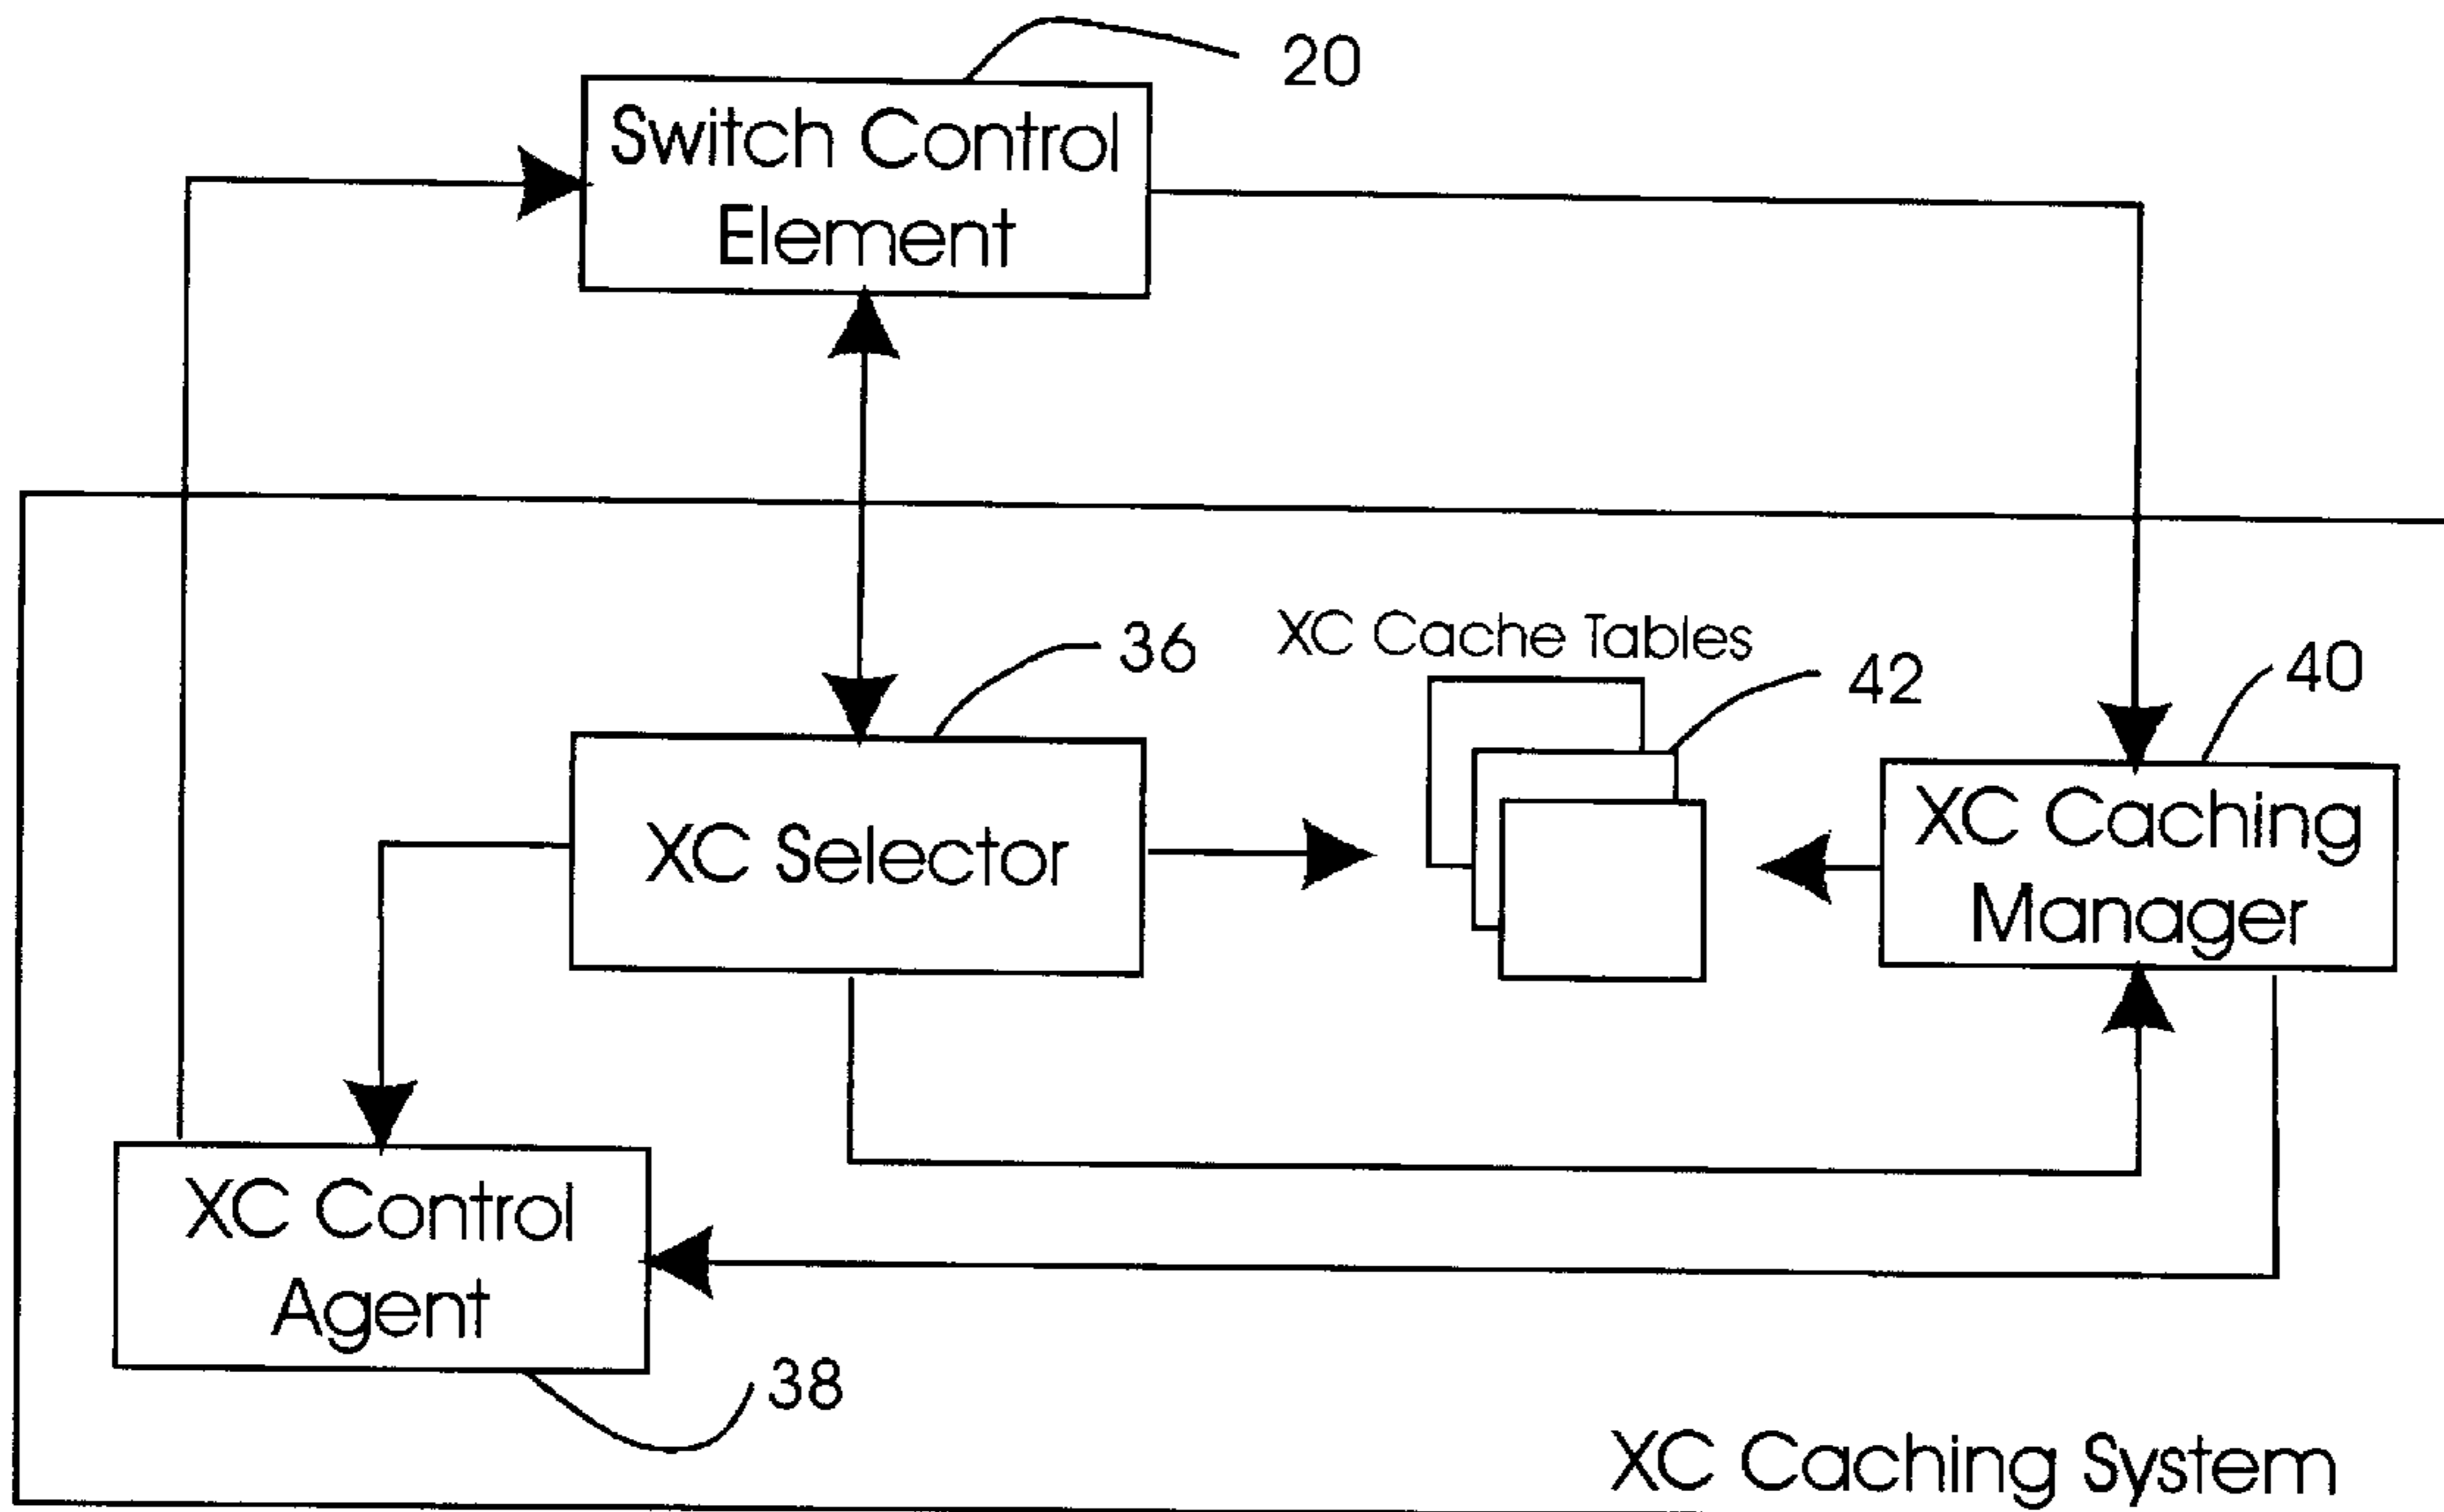 20
Switch Control
Element
36
XC Cache Tables
42
40
XC Selector
XC Caching
Manager
XC Control
Agent
38
XC Caching System